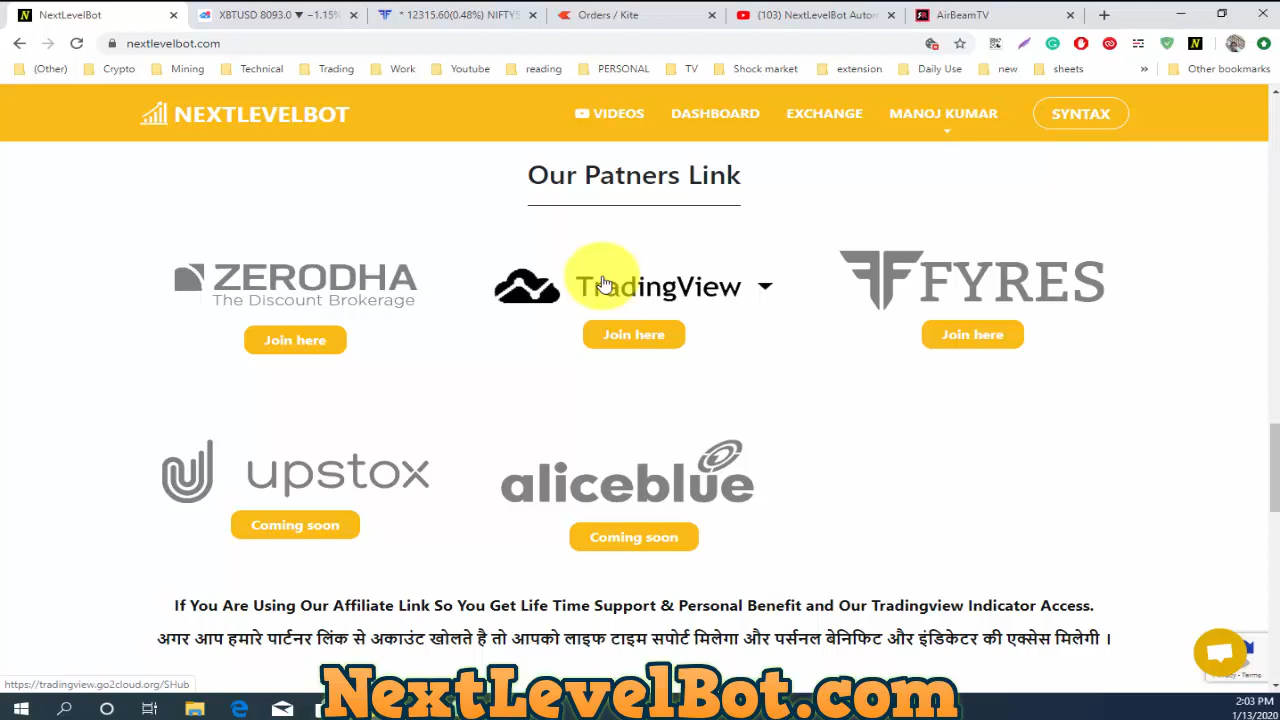 NextLevelBot
XBTUSD 8093.0 ▼ −1.15%
* 12315.60(0.48%) NIFTY5
Orders / Kite
(103) NextLevelBot Autom
AirBeamTV
nextlevelbot.com
(Other) Crypto Mining Technical Trading Work Youtube reading PERSONAL TV Shock market extension Daily Use new sheets » Other bookmarks
NEXTLEVELBOT
VIDEOS DASHBOARD EXCHANGE MANOJ KUMAR SYNTAX
Our Patners Link
ZERODHA
The Discount Brokerage
Join here
TradingView
Join here
FYRES
Join here
upstox
Coming soon
aliceblue
Coming soon
If You Are Using Our Affiliate Link So You Get Life Time Support & Personal Benefit and Our Tradingview Indicator Access.
अगर आप हमारे पार्टनर लिंक से अकाउंट खोलते है तो आपको लाइफ टाइम सपोर्ट मिलेगा और पर्सनल बेनिफिट और इंडिकेटर की एक्सेस मिलेगी ।
https://tradingview.go2cloud.org/SHub
Privacy - Terms
NextLevelBot.com
2:03 PM
1/13/2020